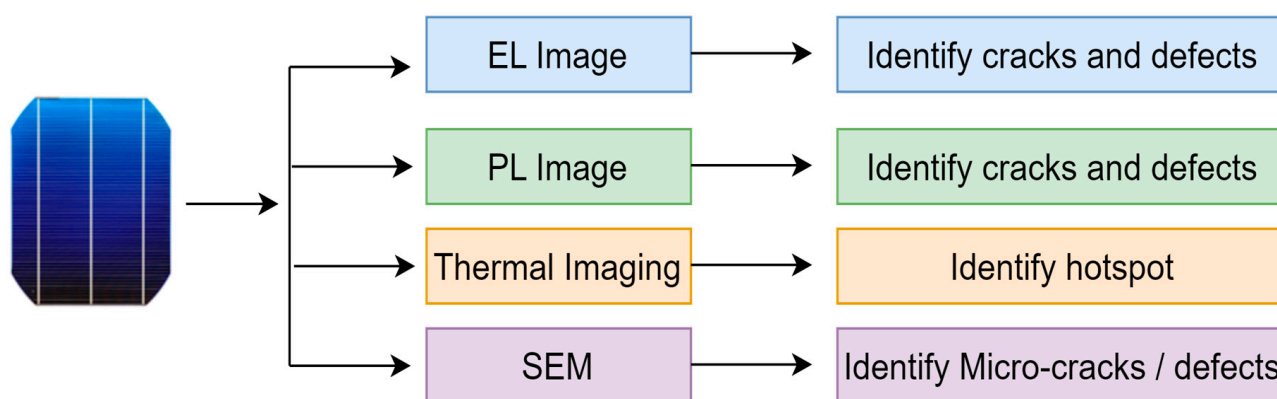 EL Image
Identify cracks and defects
PL Image
Identify cracks and defects
Thermal Imaging
Identify hotspot
SEM
Identify Micro-cracks / defects